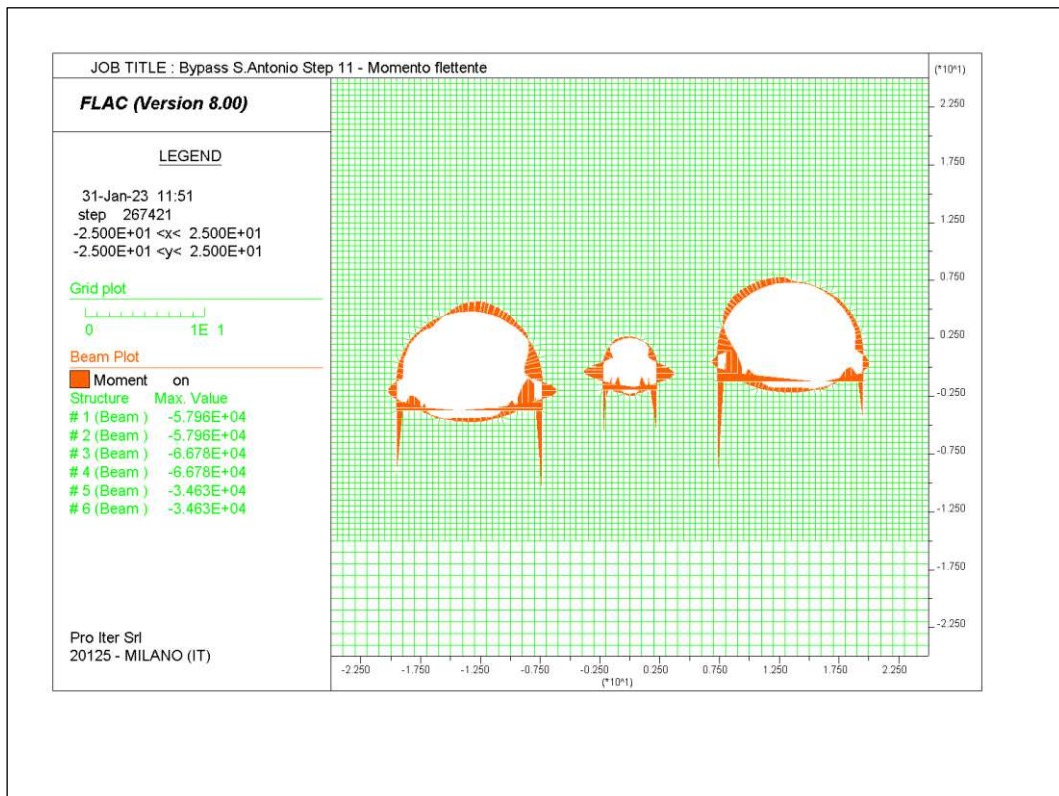 JOB TITLE : Bypass S.Antonio Step 11 - Momento flettente
(*10^1)
FLAC (Version 8.00)
LEGEND
31-Jan-23 11:51
step 267421
-2.500E+01 <x< 2.500E+01
-2.500E+01 <y< 2.500E+01
Grid plot
0 1E 1
Beam Plot
Moment on
Structure Max. Value
# 1 (Beam ) -5.796E+04
# 2 (Beam ) -5.796E+04
# 3 (Beam ) -6.678E+04
# 4 (Beam ) -6.678E+04
# 5 (Beam ) -3.463E+04
# 6 (Beam ) -3.463E+04
Pro Iter Srl
20125 - MILANO (IT)
2.250
1.750
1.250
0.750
0.250
-0.250
-0.750
-1.250
-1.750
-2.250
-2.250 -1.750 -1.250 -0.750 -0.250 0.250 0.750 1.250 1.750 2.250
(*10^1)